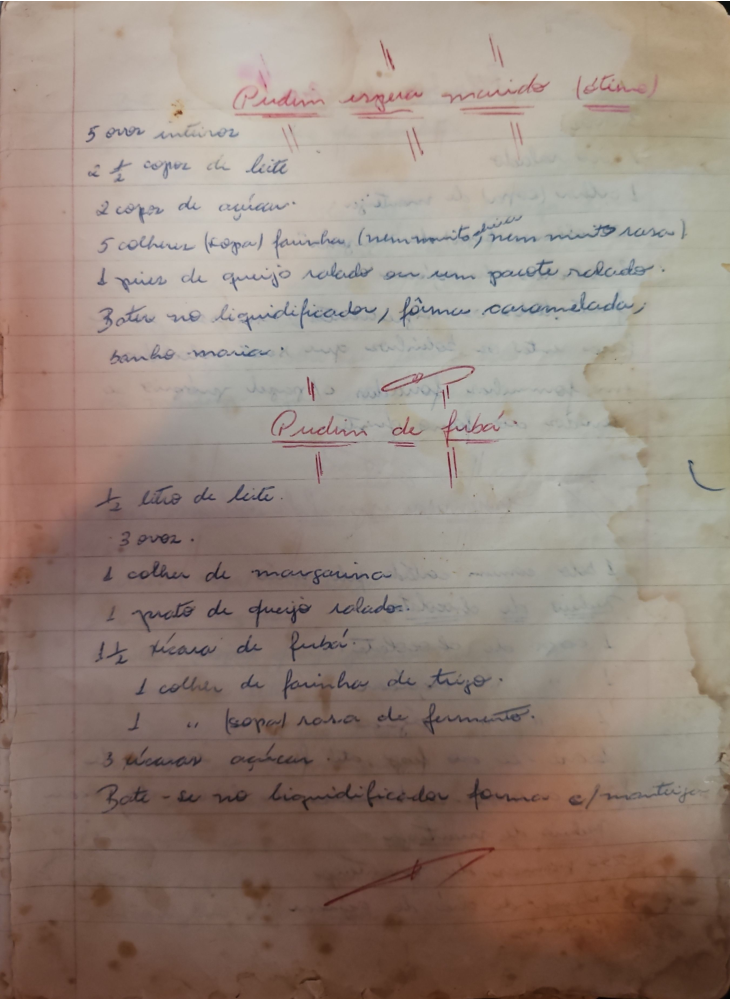 Pudim espera marido (ótimo)
5 ovos inteiros
2 ½ copos de leite
2 copos de açúcar.
5 colheres (sopa) farinha (nem muito cheia, nem muito rasa)
1 pires de queijo ralado ou um pacote ralado.
Bater no liquidificador, fôrma caramelada,
banho maria.
Pudim de fubá
½ litro de leite.
3 ovos.
1 colher de margarina
1 prato de queijo ralado.
1 ½ xícara de fubá.
1 colher de farinha de trigo.
1 " (sopa) rasa de fermento.
3 xícaras açúcar.
Bate-se no liquidificador forma c/ manteiga